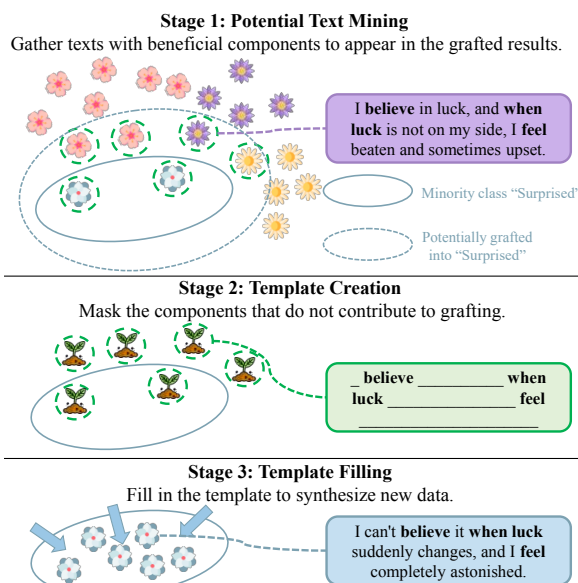 Stage 1: Potential Text Mining
Gather texts with beneficial components to appear in the grafted results.
I believe in luck, and when
luck is not on my side, I feel
beaten and sometimes upset.
Minority class “Surprised”
Potentially grafted
into “Surprised”
Stage 2: Template Creation
Mask the components that do not contribute to grafting.
_ believe __________ when
luck _______________ feel
_____________________
Stage 3: Template Filling
Fill in the template to synthesize new data.
I can't believe it when luck
suddenly changes, and I feel
completely astonished.